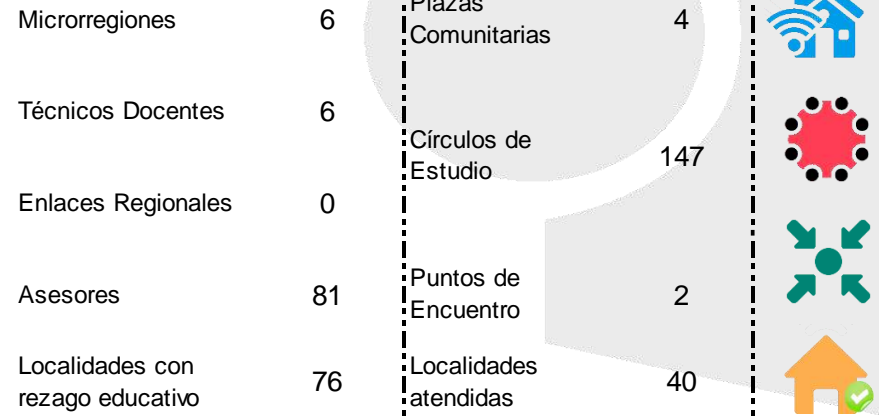 Microrregiones 6
Plazas
Comunitarias 4
Técnicos Docentes 6
Círculos de
Estudio 147
Enlaces Regionales 0
Asesores 81
Puntos de
Encuentro 2
Localidades con
rezago educativo 76
Localidades
atendidas 40